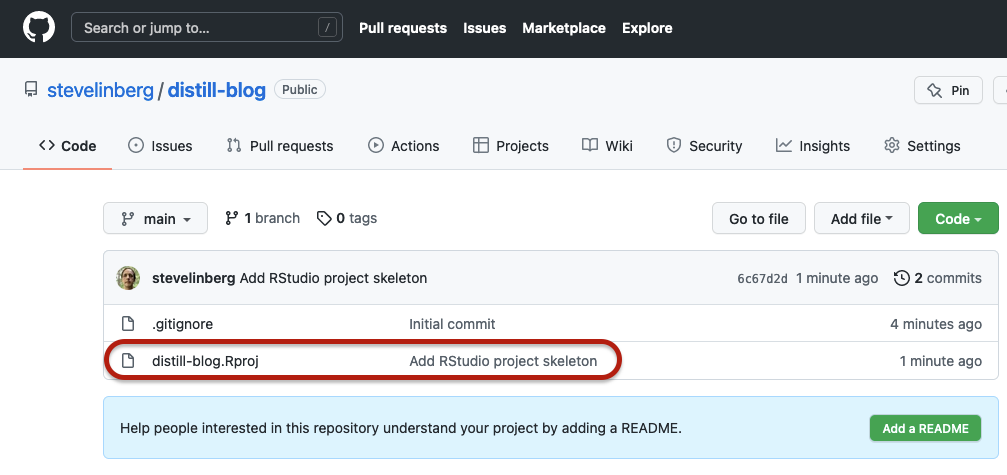 Search or jump to... / Pull requests Issues Marketplace Explore
stevelinberg / distill-blog Public Pin
Code Issues Pull requests Actions Projects Wiki Security Insights Settings
main 1 branch 0 tags Go to file Add file Code
stevelinberg Add RStudio project skeleton 6c67d2d 1 minute ago 2 commits
.gitignore Initial commit 4 minutes ago
distill-blog.Rproj Add RStudio project skeleton 1 minute ago
Help people interested in this repository understand your project by adding a README. Add a README